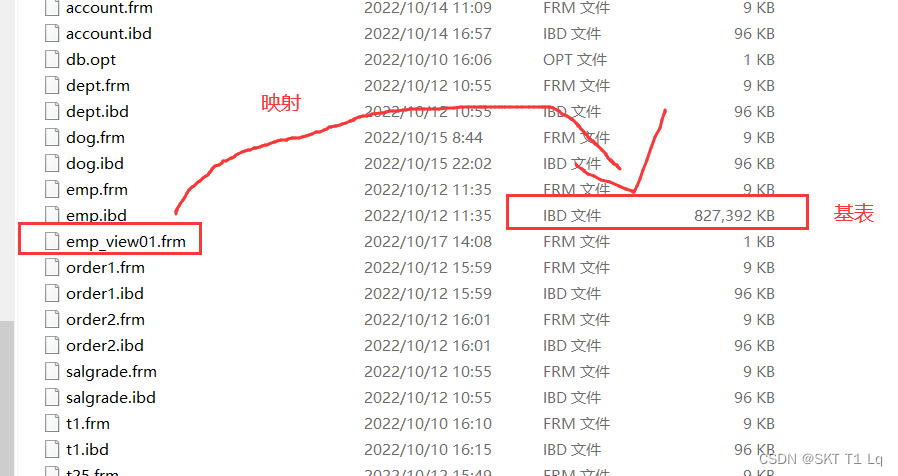 account.frm 2022/10/14 11:09 FRM 文件 9 KB
account.ibd 2022/10/14 16:57 IBD 文件 96 KB
db.opt 2022/10/10 16:06 OPT 文件 1 KB
dept.frm 2022/10/12 10:55 FRM 文件 9 KB
映射
dept.ibd 2022/10/12 10:55 IBD 文件 96 KB
dog.frm 2022/10/15 8:44 FRM 文件 9 KB
dog.ibd 2022/10/15 22:02 IBD 文件 96 KB
emp.frm 2022/10/12 11:35 FRM 文件 9 KB
emp.ibd 2022/10/12 11:35 IBD 文件 827,392 KB 基表
emp_view01.frm 2022/10/17 14:08 FRM 文件 1 KB
order1.frm 2022/10/12 15:59 FRM 文件 9 KB
order1.ibd 2022/10/12 15:59 IBD 文件 96 KB
order2.frm 2022/10/12 16:01 FRM 文件 9 KB
order2.ibd 2022/10/12 16:01 IBD 文件 96 KB
salgrade.frm 2022/10/12 10:55 FRM 文件 9 KB
salgrade.ibd 2022/10/12 10:55 IBD 文件 96 KB
t1.frm 2022/10/10 16:10 FRM 文件 9 KB
t1.ibd 2022/10/10 16:15 IBD 文件 96 KB
t25.frm 2022/10/12 15:49 FRM 文件 9 KB
CSDN @SKT T1 Lq